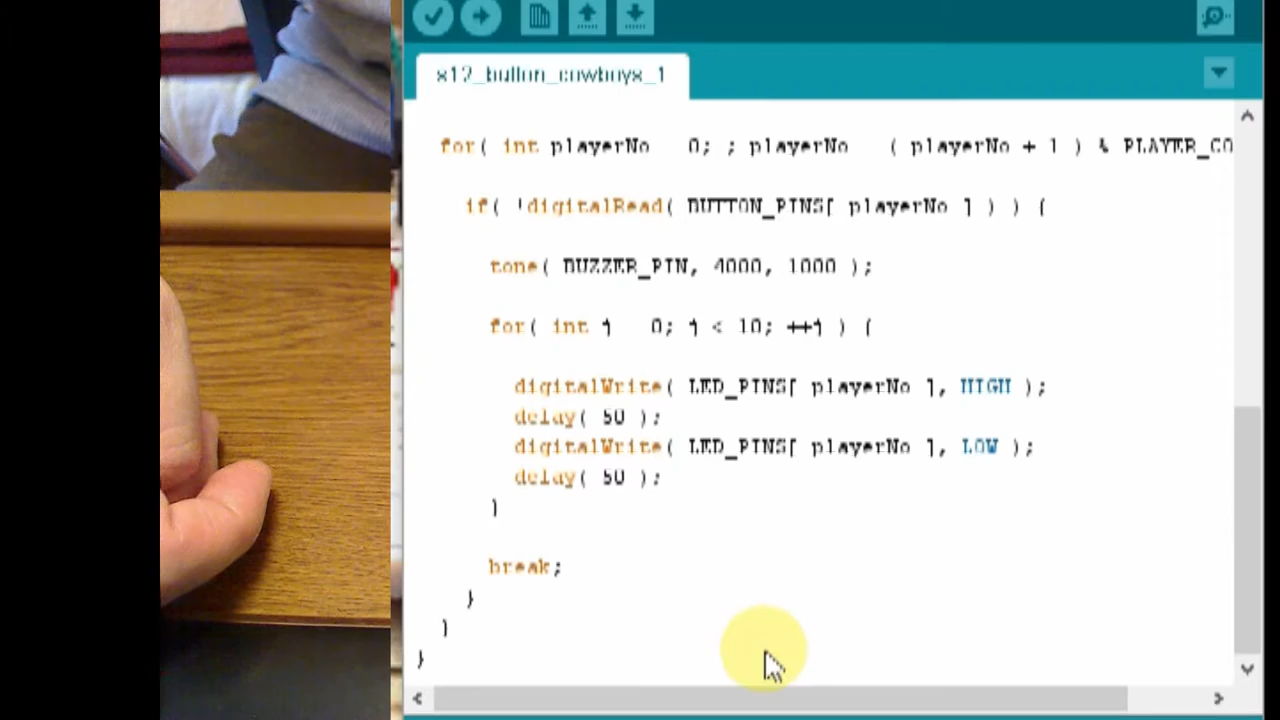 s12_button_cowboys_1
for( int playerNo = 0; ; playerNo = ( playerNo + 1 ) % PLAYER_CO
if( !digitalRead( BUTTON_PINS[ playerNo ] ) ) {
tone( BUZZER_PIN, 4000, 1000 );
for( int j = 0; j < 10; ++j ) {
digitalWrite( LED_PINS[ playerNo ], HIGH );
delay( 50 );
digitalWrite( LED_PINS[ playerNo ], LOW );
delay( 50 );
}
break;
}
}
}